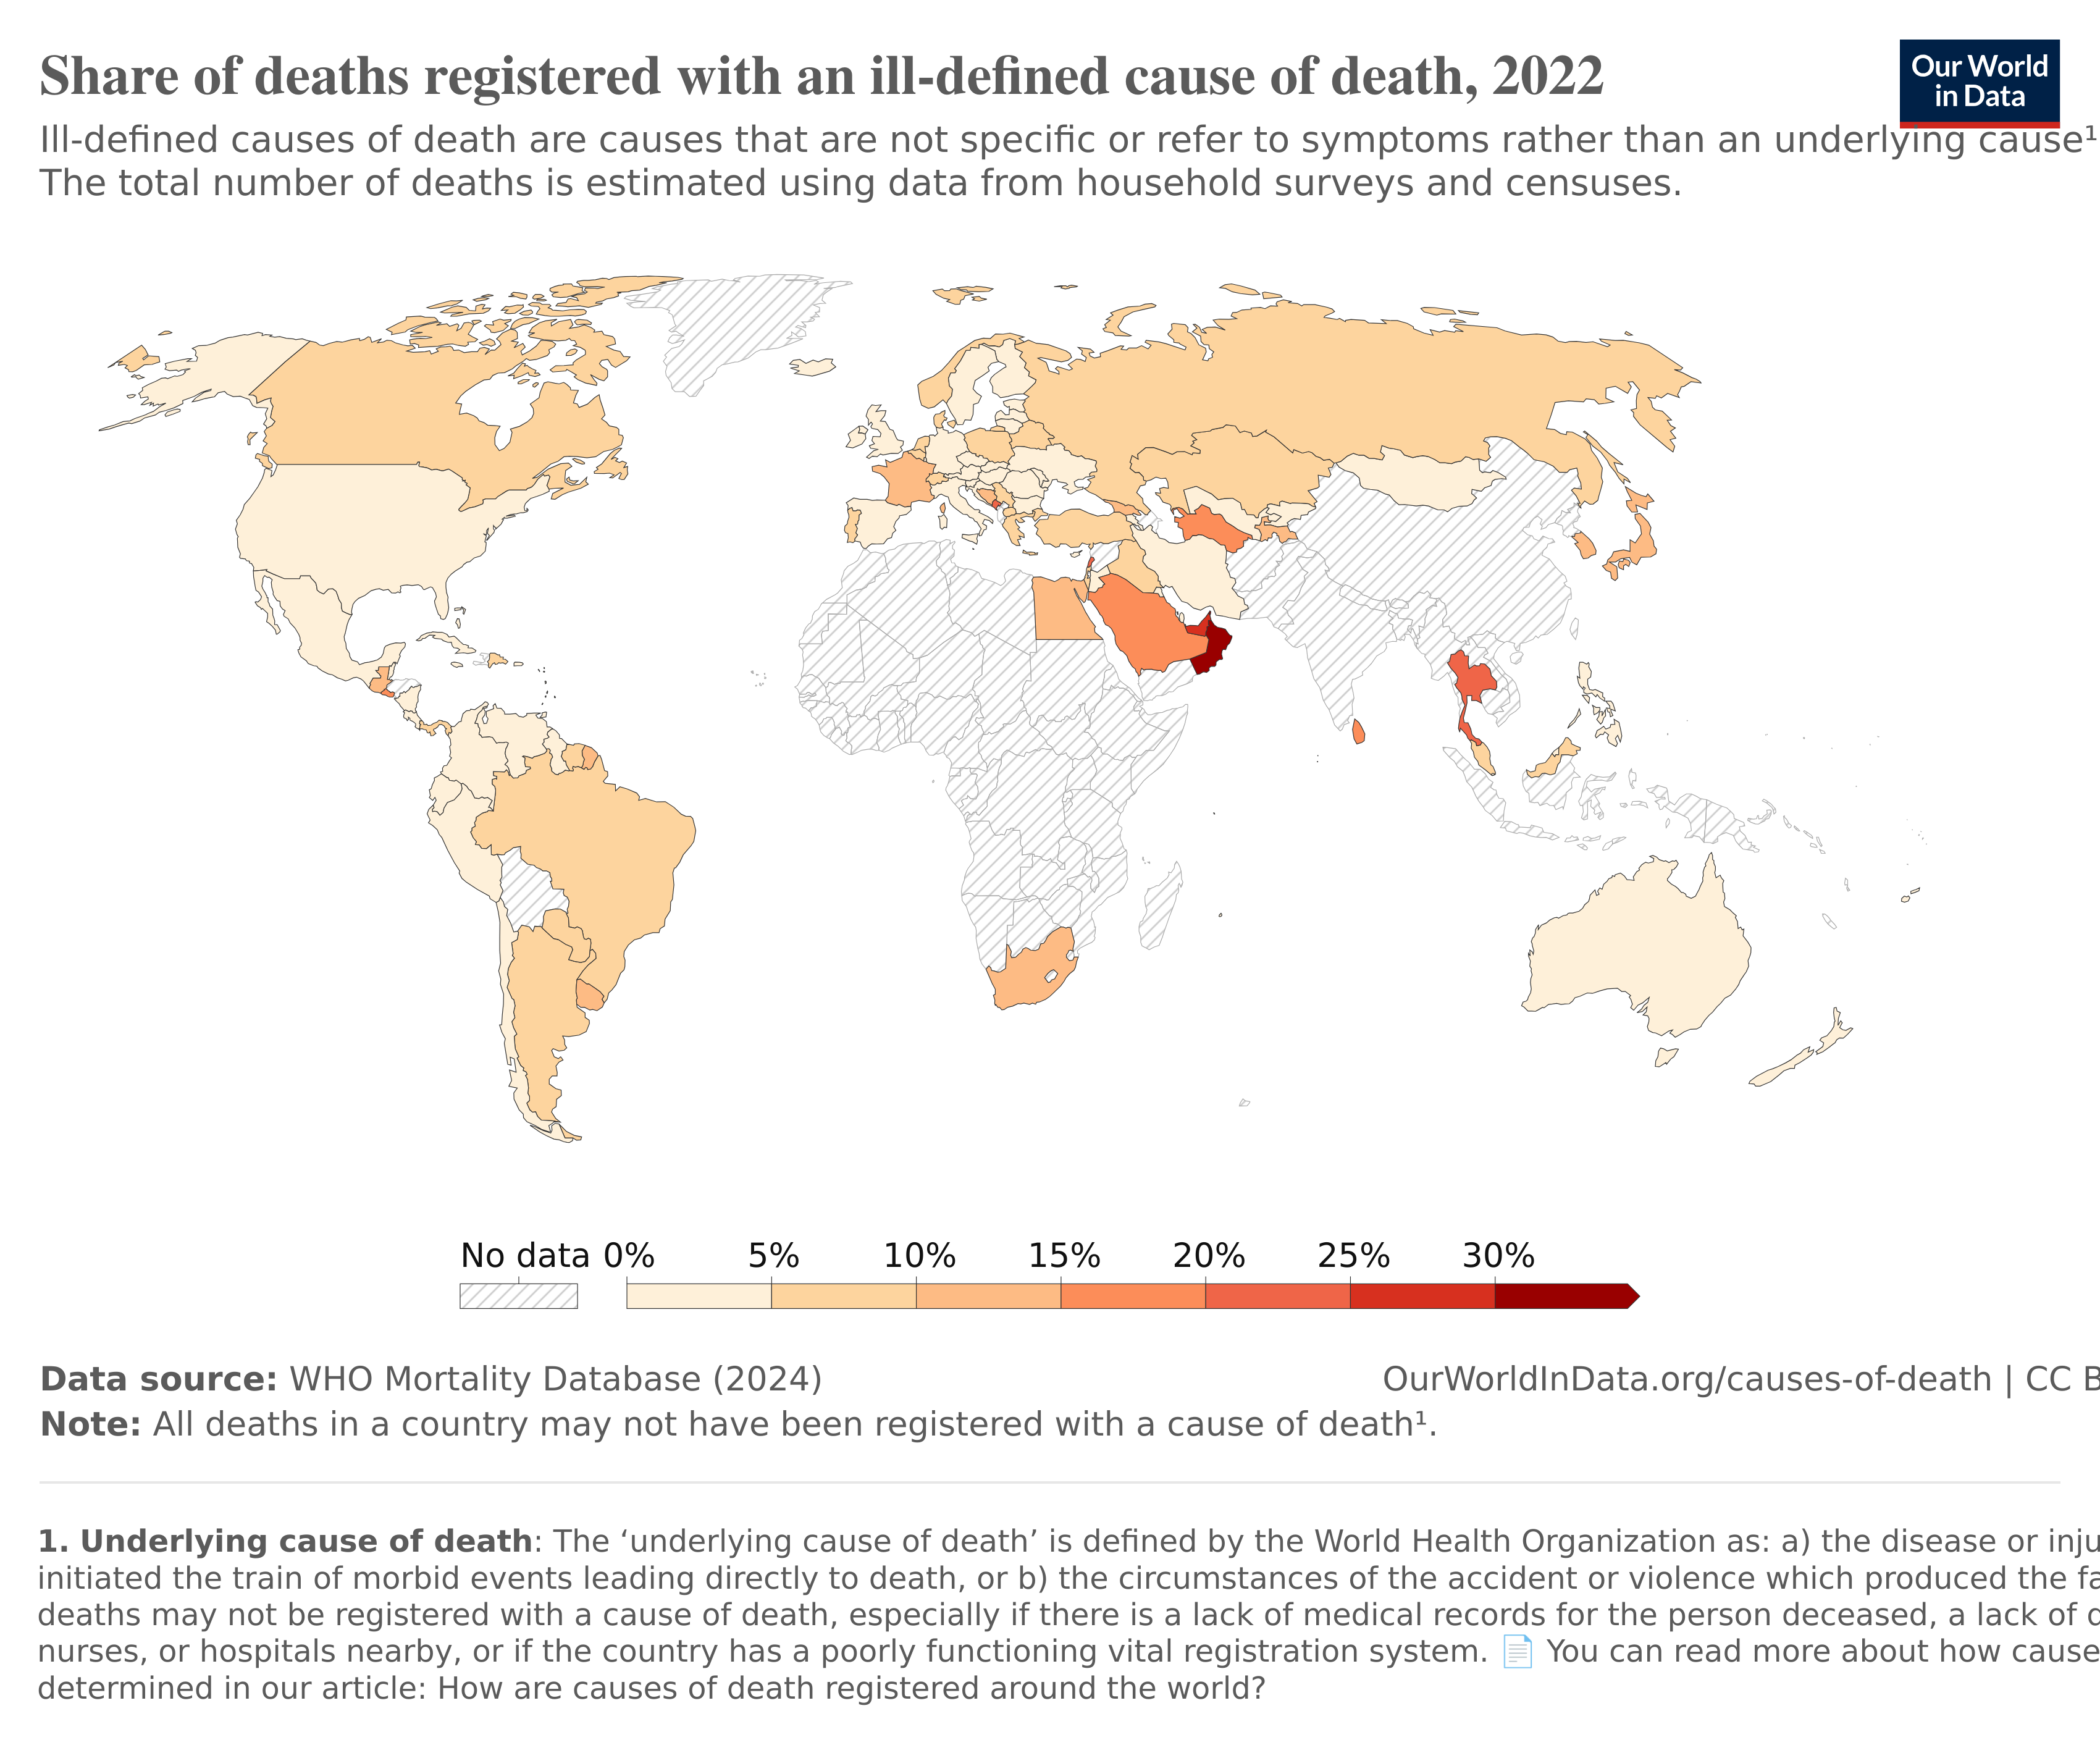 Share of deaths registered with an ill-defined cause of death, 2022
Our World
in Data
Ill-defined causes of death are causes that are not specific or refer to symptoms rather than an underlying cause¹
The total number of deaths is estimated using data from household surveys and censuses.
No data 0% 5% 10% 15% 20% 25% 30%
Data source: WHO Mortality Database (2024)
OurWorldInData.org/causes-of-death | CC B
Note: All deaths in a country may not have been registered with a cause of death¹.
1. Underlying cause of death: The ‘underlying cause of death’ is defined by the World Health Organization as: a) the disease or inju
initiated the train of morbid events leading directly to death, or b) the circumstances of the accident or violence which produced the fa
deaths may not be registered with a cause of death, especially if there is a lack of medical records for the person deceased, a lack of
nurses, or hospitals nearby, or if the country has a poorly functioning vital registration system. 📄 You can read more about how cause
determined in our article: How are causes of death registered around the world?